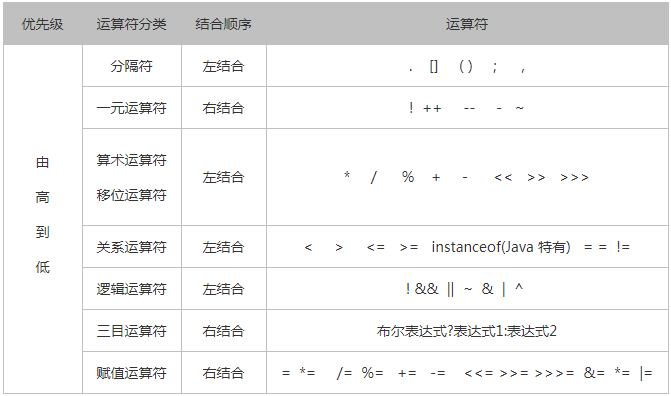 优先级 运算符分类 结合顺序 运算符
由高到低
分隔符 左结合 . [] ( ) ; ,
一元运算符 右结合 ! ++ -- - ~
算术运算符
移位运算符
左结合 * / % + - << >> >>>
关系运算符 左结合 < > <= >= instanceof(Java 特有) = = !=
逻辑运算符 左结合 ! && || ~ & | ^
三目运算符 右结合 布尔表达式?表达式1:表达式2
赋值运算符 右结合 = *= /= %= += -= <<= >>= >>>= &= *= |=